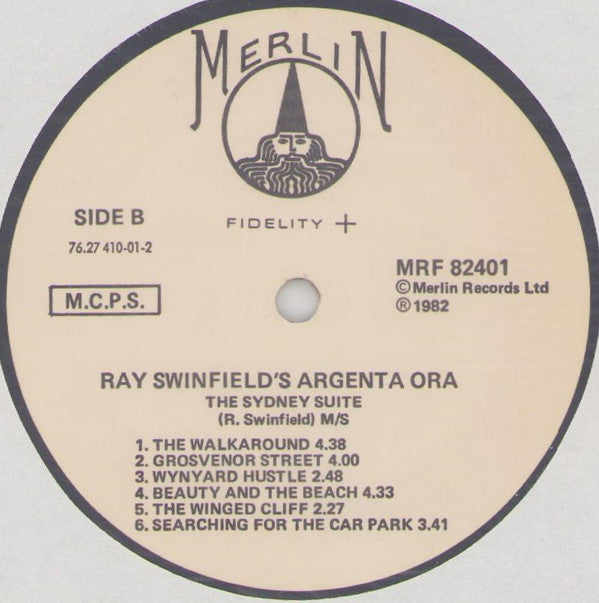 MERLIN
FIDELITY +
SIDE B
76.27 410-01-2
M.C.P.S.
MRF 82401
©Merlin Records Ltd
®1982
RAY SWINFIELD'S ARGENTA ORA
THE SYDNEY SUITE
(R. Swinfield) M/S
1. THE WALKAROUND 4.38
2. GROSVENOR STREET 4.00
3. WYNYARD HUSTLE 2.48
4. BEAUTY AND THE BEACH 4.33
5. THE WINGED CLIFF 2.27
6. SEARCHING FOR THE CAR PARK 3.41